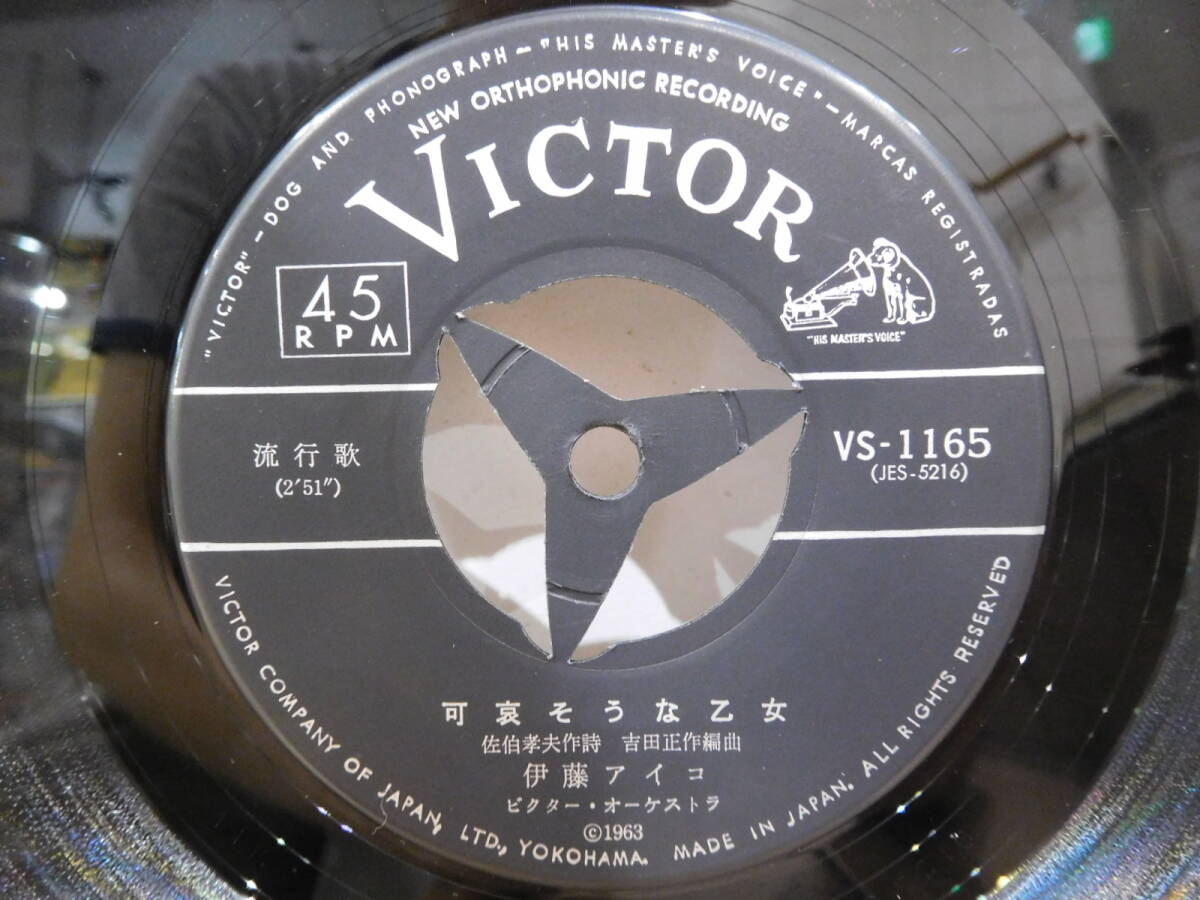 "VICTOR" — DOG AND PHONOGRAPH — "HIS MASTER'S VOICE" — MARCAS REGISTRADAS
NEW ORTHOPHONIC RECORDING
VICTOR
45
RPM
"HIS MASTER'S VOICE"
流行歌
(2'51")
VS-1165
(JES-5216)
可哀そうな乙女
佐伯孝夫作詩 吉田正作編曲
伊藤アイコ
ビクター・オーケストラ
©1963
VICTOR COMPANY OF JAPAN, LTD., YOKOHAMA. MADE IN JAPAN. ALL RIGHTS RESERVED